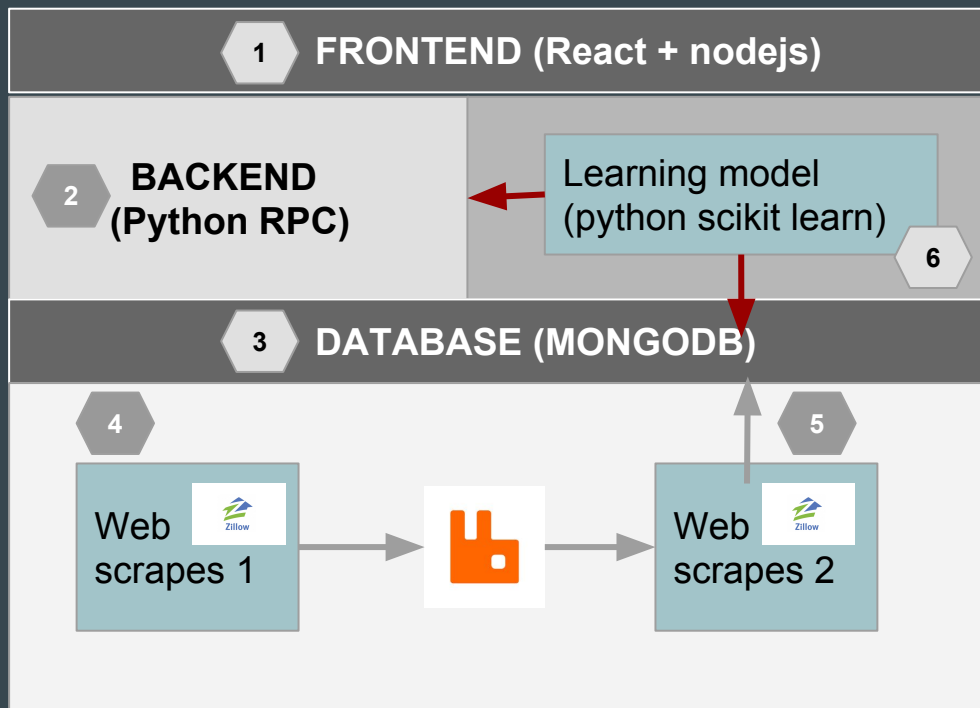 1 FRONTEND (React + nodejs)
2 BACKEND
(Python RPC)
Learning model
(python scikit learn)
6
3 DATABASE (MONGODB)
4
5
Web
scrapes 1
Zillow
Web
scrapes 2
Zillow